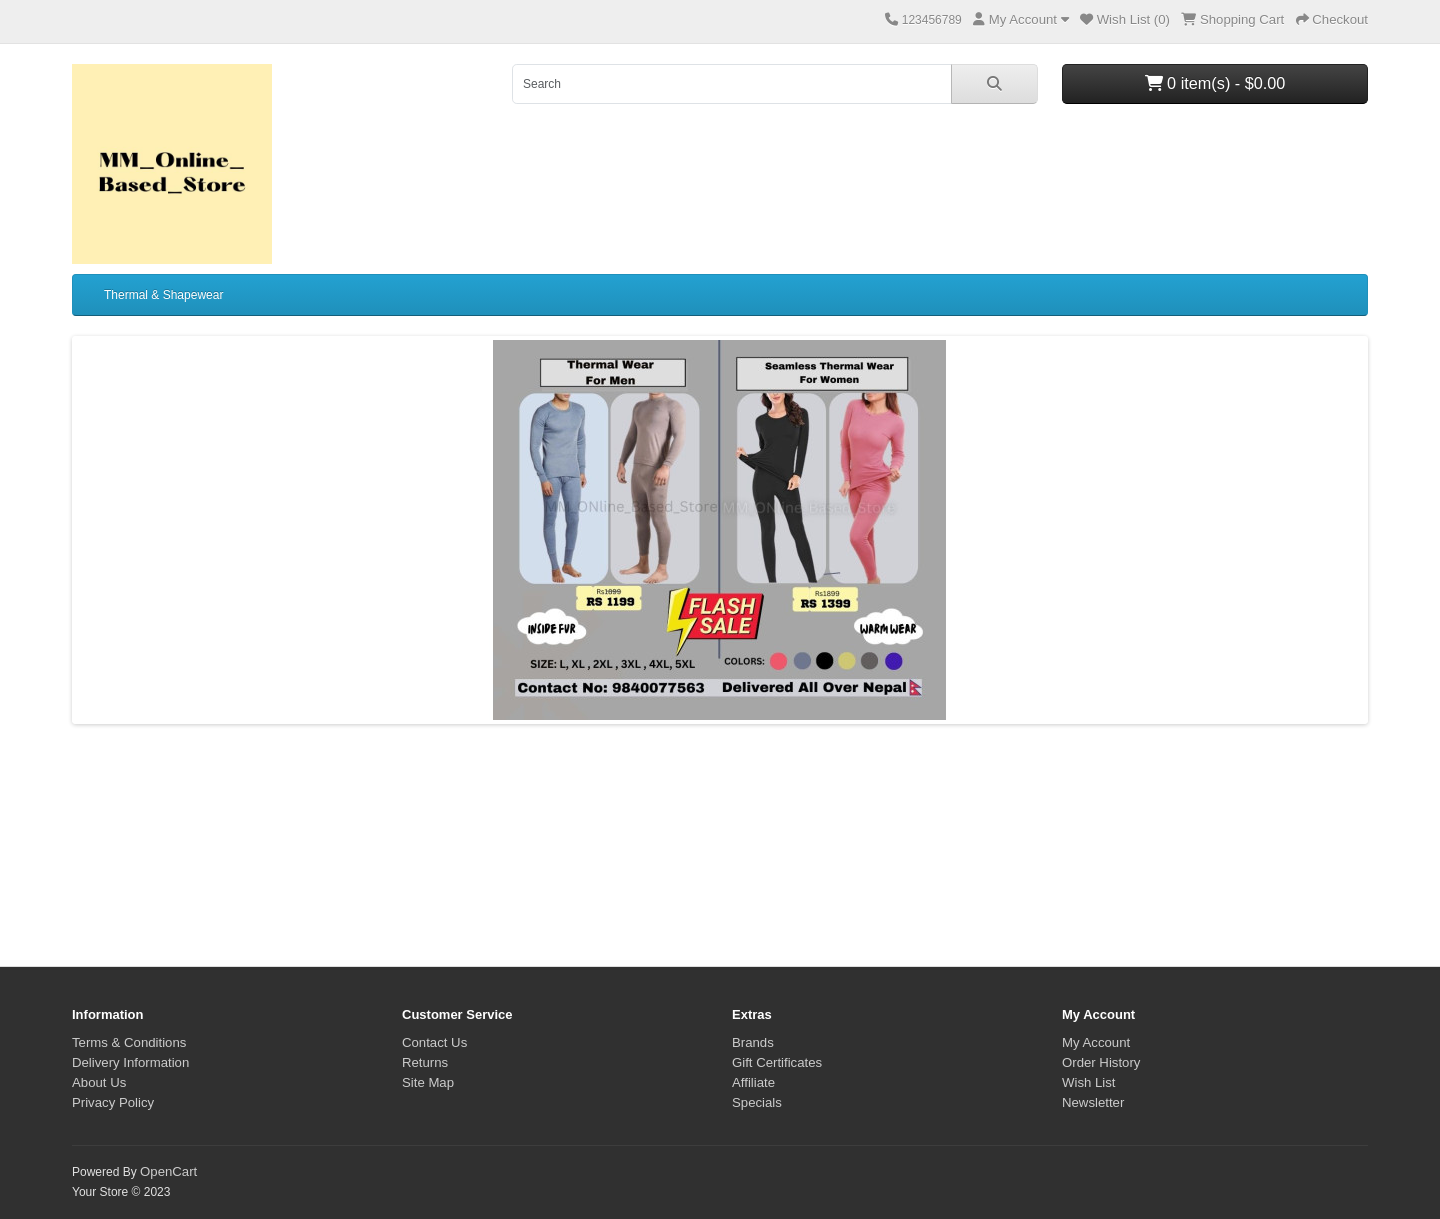 123456789 My Account Wish List (0) Shopping Cart Checkout
MM_Online_
Based_Store
Search
0 item(s) - $0.00
Thermal & Shapewear
Thermal Wear
For Men
Seamless Thermal Wear
For Women
MM_ONline_Based_Store MM_ONline_Based_Store
Rs1899
RS 1199
Rs1899
RS 1399
FLASH
SALE
INSIDE FUR
WARM WEAR
SIZE: L, XL , 2XL , 3XL , 4XL, 5XL
COLORS:
Contact No: 9840077563 Delivered All Over Nepal
Information
Terms & Conditions
Delivery Information
About Us
Privacy Policy
Customer Service
Contact Us
Returns
Site Map
Extras
Brands
Gift Certificates
Affiliate
Specials
My Account
My Account
Order History
Wish List
Newsletter
Powered By OpenCart
Your Store © 2023